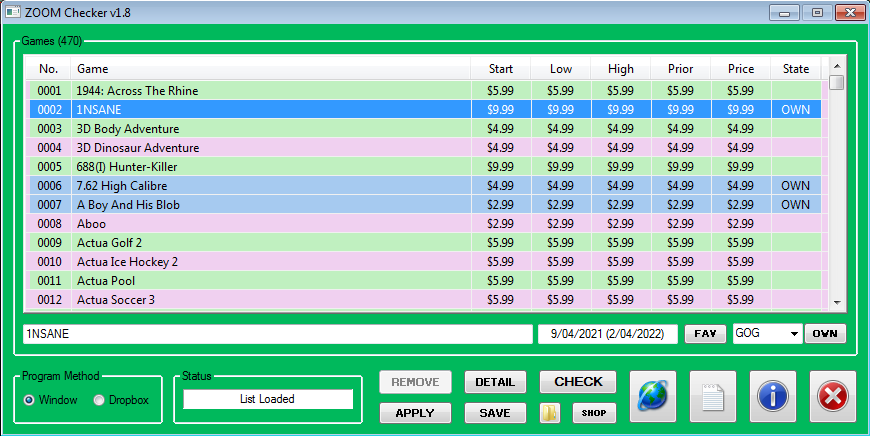 ZOOM Checker v1.8
Games (470)
No. Game Start Low High Prior Price State
0001 1944: Across The Rhine $5.99 $5.99 $5.99 $5.99 $5.99
0002 1NSANE $9.99 $9.99 $9.99 $9.99 $9.99 OWN
0003 3D Body Adventure $4.99 $4.99 $4.99 $4.99 $4.99
0004 3D Dinosaur Adventure $4.99 $4.99 $4.99 $4.99 $4.99
0005 688(I) Hunter-Killer $9.99 $9.99 $9.99 $9.99 $9.99
0006 7.62 High Calibre $4.99 $4.99 $4.99 $4.99 $4.99 OWN
0007 A Boy And His Blob $2.99 $2.99 $2.99 $2.99 $2.99 OWN
0008 Aboo $2.99 $2.99 $2.99 $2.99 $2.99
0009 Actua Golf 2 $5.99 $5.99 $5.99 $5.99 $5.99
0010 Actua Ice Hockey 2 $5.99 $5.99 $5.99 $5.99 $5.99
0011 Actua Pool $5.99 $5.99 $5.99 $5.99 $5.99
0012 Actua Soccer 3 $5.99 $5.99 $5.99 $5.99 $5.99
1NSANE 9/04/2021 (2/04/2022) FAV GOG OWN
Program Method
Window Dropbox
Status
List Loaded
REMOVE DETAIL CHECK
APPLY SAVE SHOP